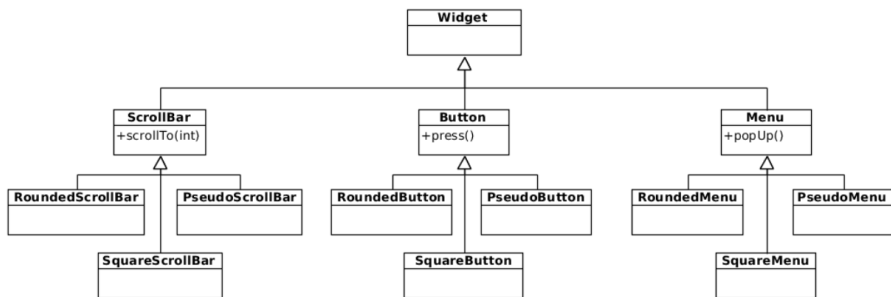 Widget
ScrollBar
+scrollTo(int)
Button
+press()
Menu
+popUp()
RoundedScrollBar
PseudoScrollBar
RoundedButton
PseudoButton
RoundedMenu
PseudoMenu
SquareScrollBar
SquareButton
SquareMenu